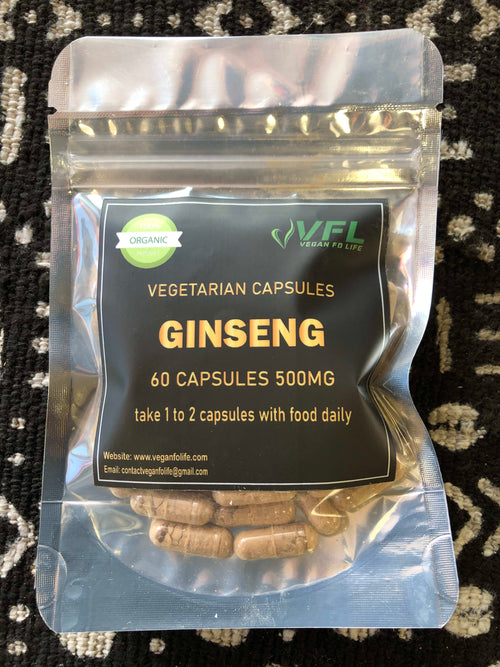 ORGANIC
VFL
VEGAN FO LIFE
VEGETARIAN CAPSULES
GINSENG
60 CAPSULES 500MG
take 1 to 2 capsules with food daily
Website: www.veganfolife.com
Email: contactveganfolife@gmail.com